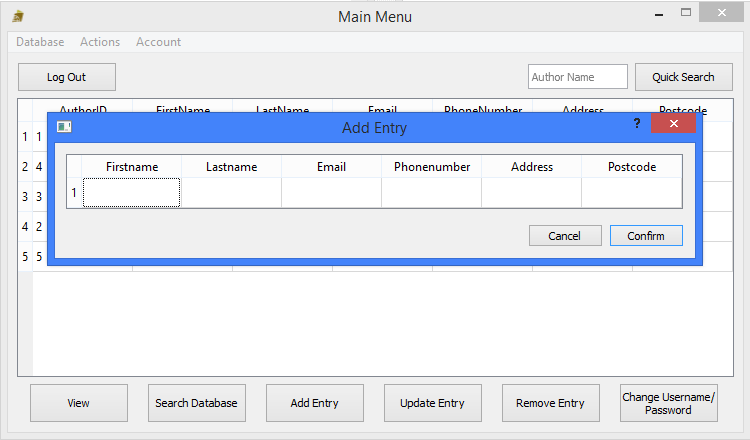 Main Menu
Database Actions Account
Log Out Author Name Quick Search
AuthorID FirstName LastName Email PhoneNumber Address Postcode
Add Entry ?
Firstname Lastname Email Phonenumber Address Postcode
1
Cancel Confirm
1 1
2 4
3 3
4 2
5 5
View Search Database Add Entry Update Entry Remove Entry Change Username/
Password